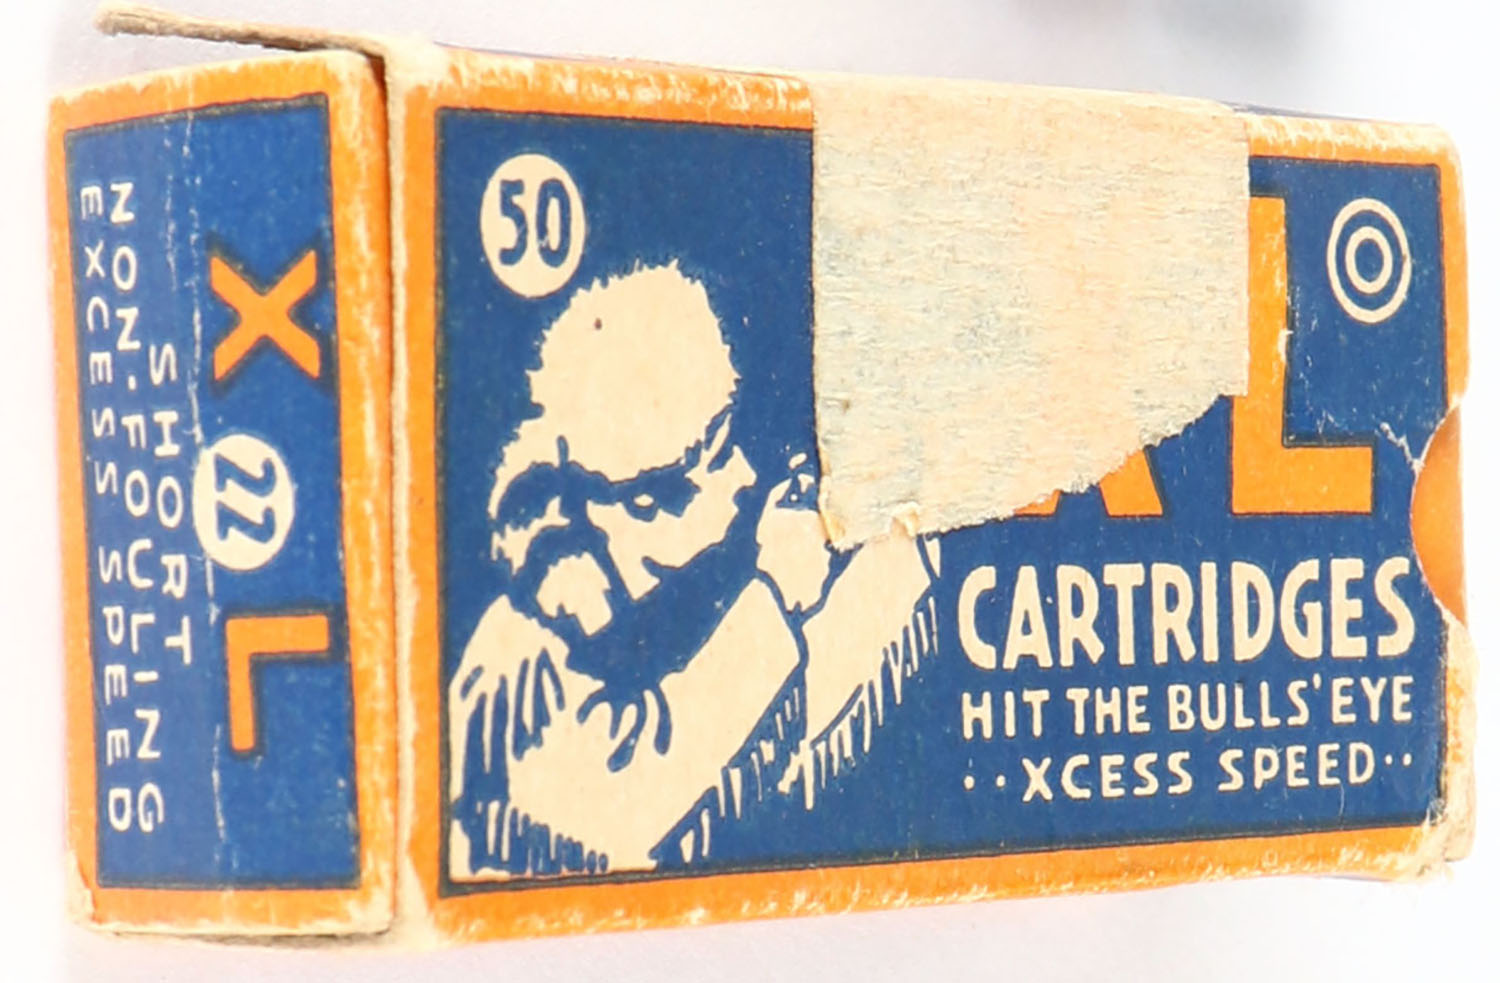 50
L
CARTRIDGES
HIT THE BULLS'EYE
··XCESS SPEED··
X 22 L
SHORT
NON-FOULING
EXCESS SPEED